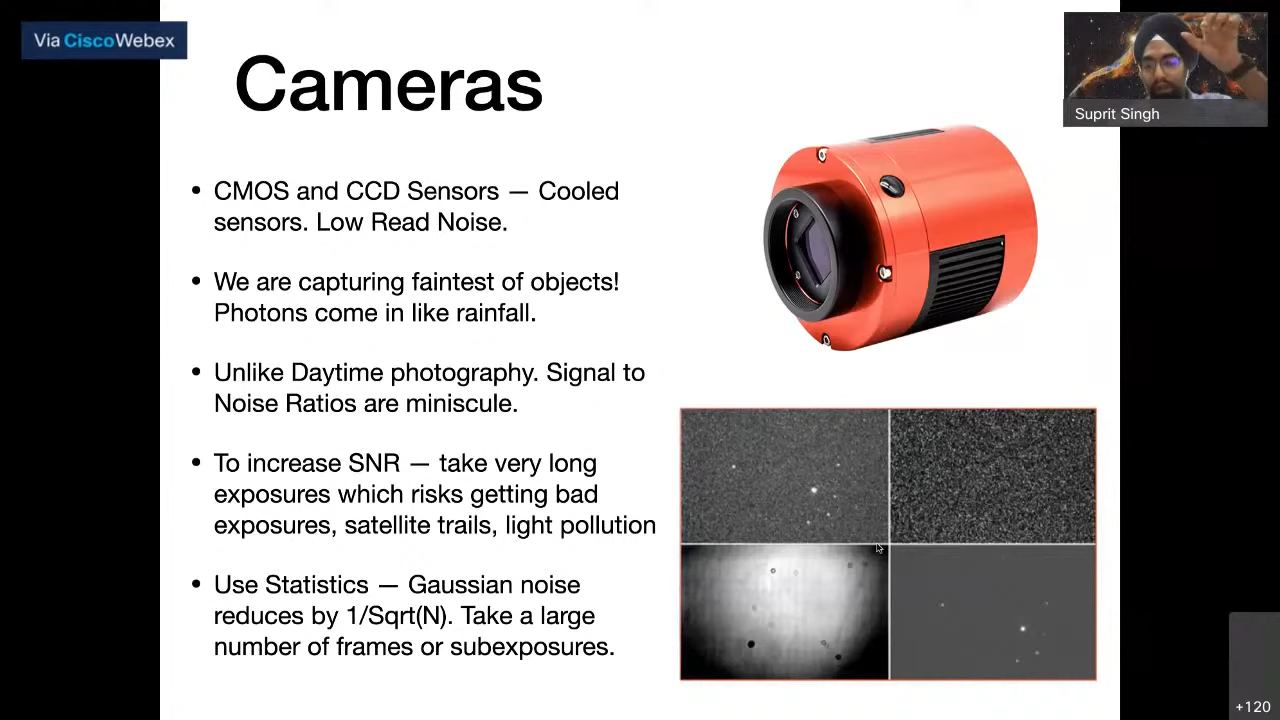 Via CiscoWebex
Cameras
Suprit Singh
• CMOS and CCD Sensors — Cooled
sensors. Low Read Noise.
• We are capturing faintest of objects!
Photons come in like rainfall.
• Unlike Daytime photography. Signal to
Noise Ratios are miniscule.
• To increase SNR — take very long
exposures which risks getting bad
exposures, satellite trails, light pollution
• Use Statistics — Gaussian noise
reduces by 1/Sqrt(N). Take a large
number of frames or subexposures.
+120